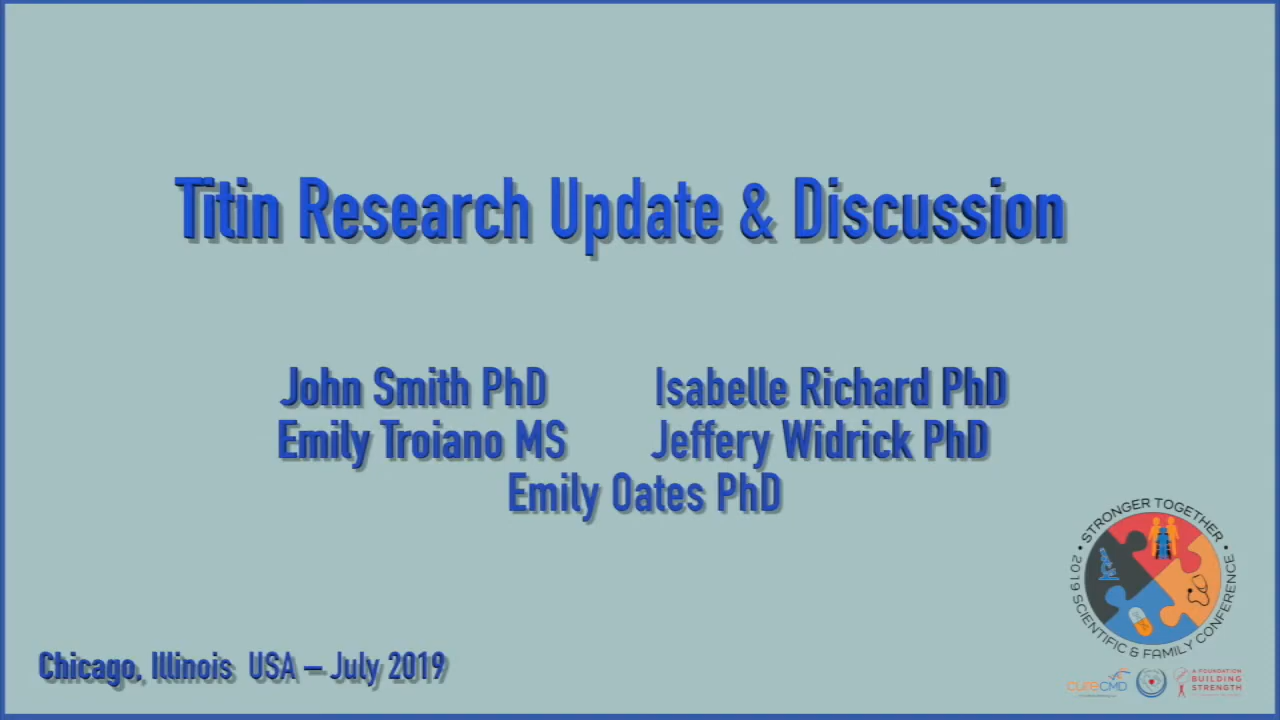 Titin Research Update & Discussion
John Smith PhD
Isabelle Richard PhD
Emily Troiano MS
Jeffery Widrick PhD
Emily Oates PhD
• STRONGER TOGETHER •
2019 SCIENTIFIC & FAMILY CONFERENCE
Chicago, Illinois USA – July 2019
cureCMD
A FOUNDATION
BUILDING
STRENGTH